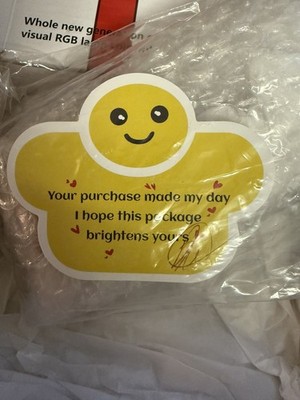 Whole new
visual RGB
Your purchase made my day
I hope this package
brightens yours